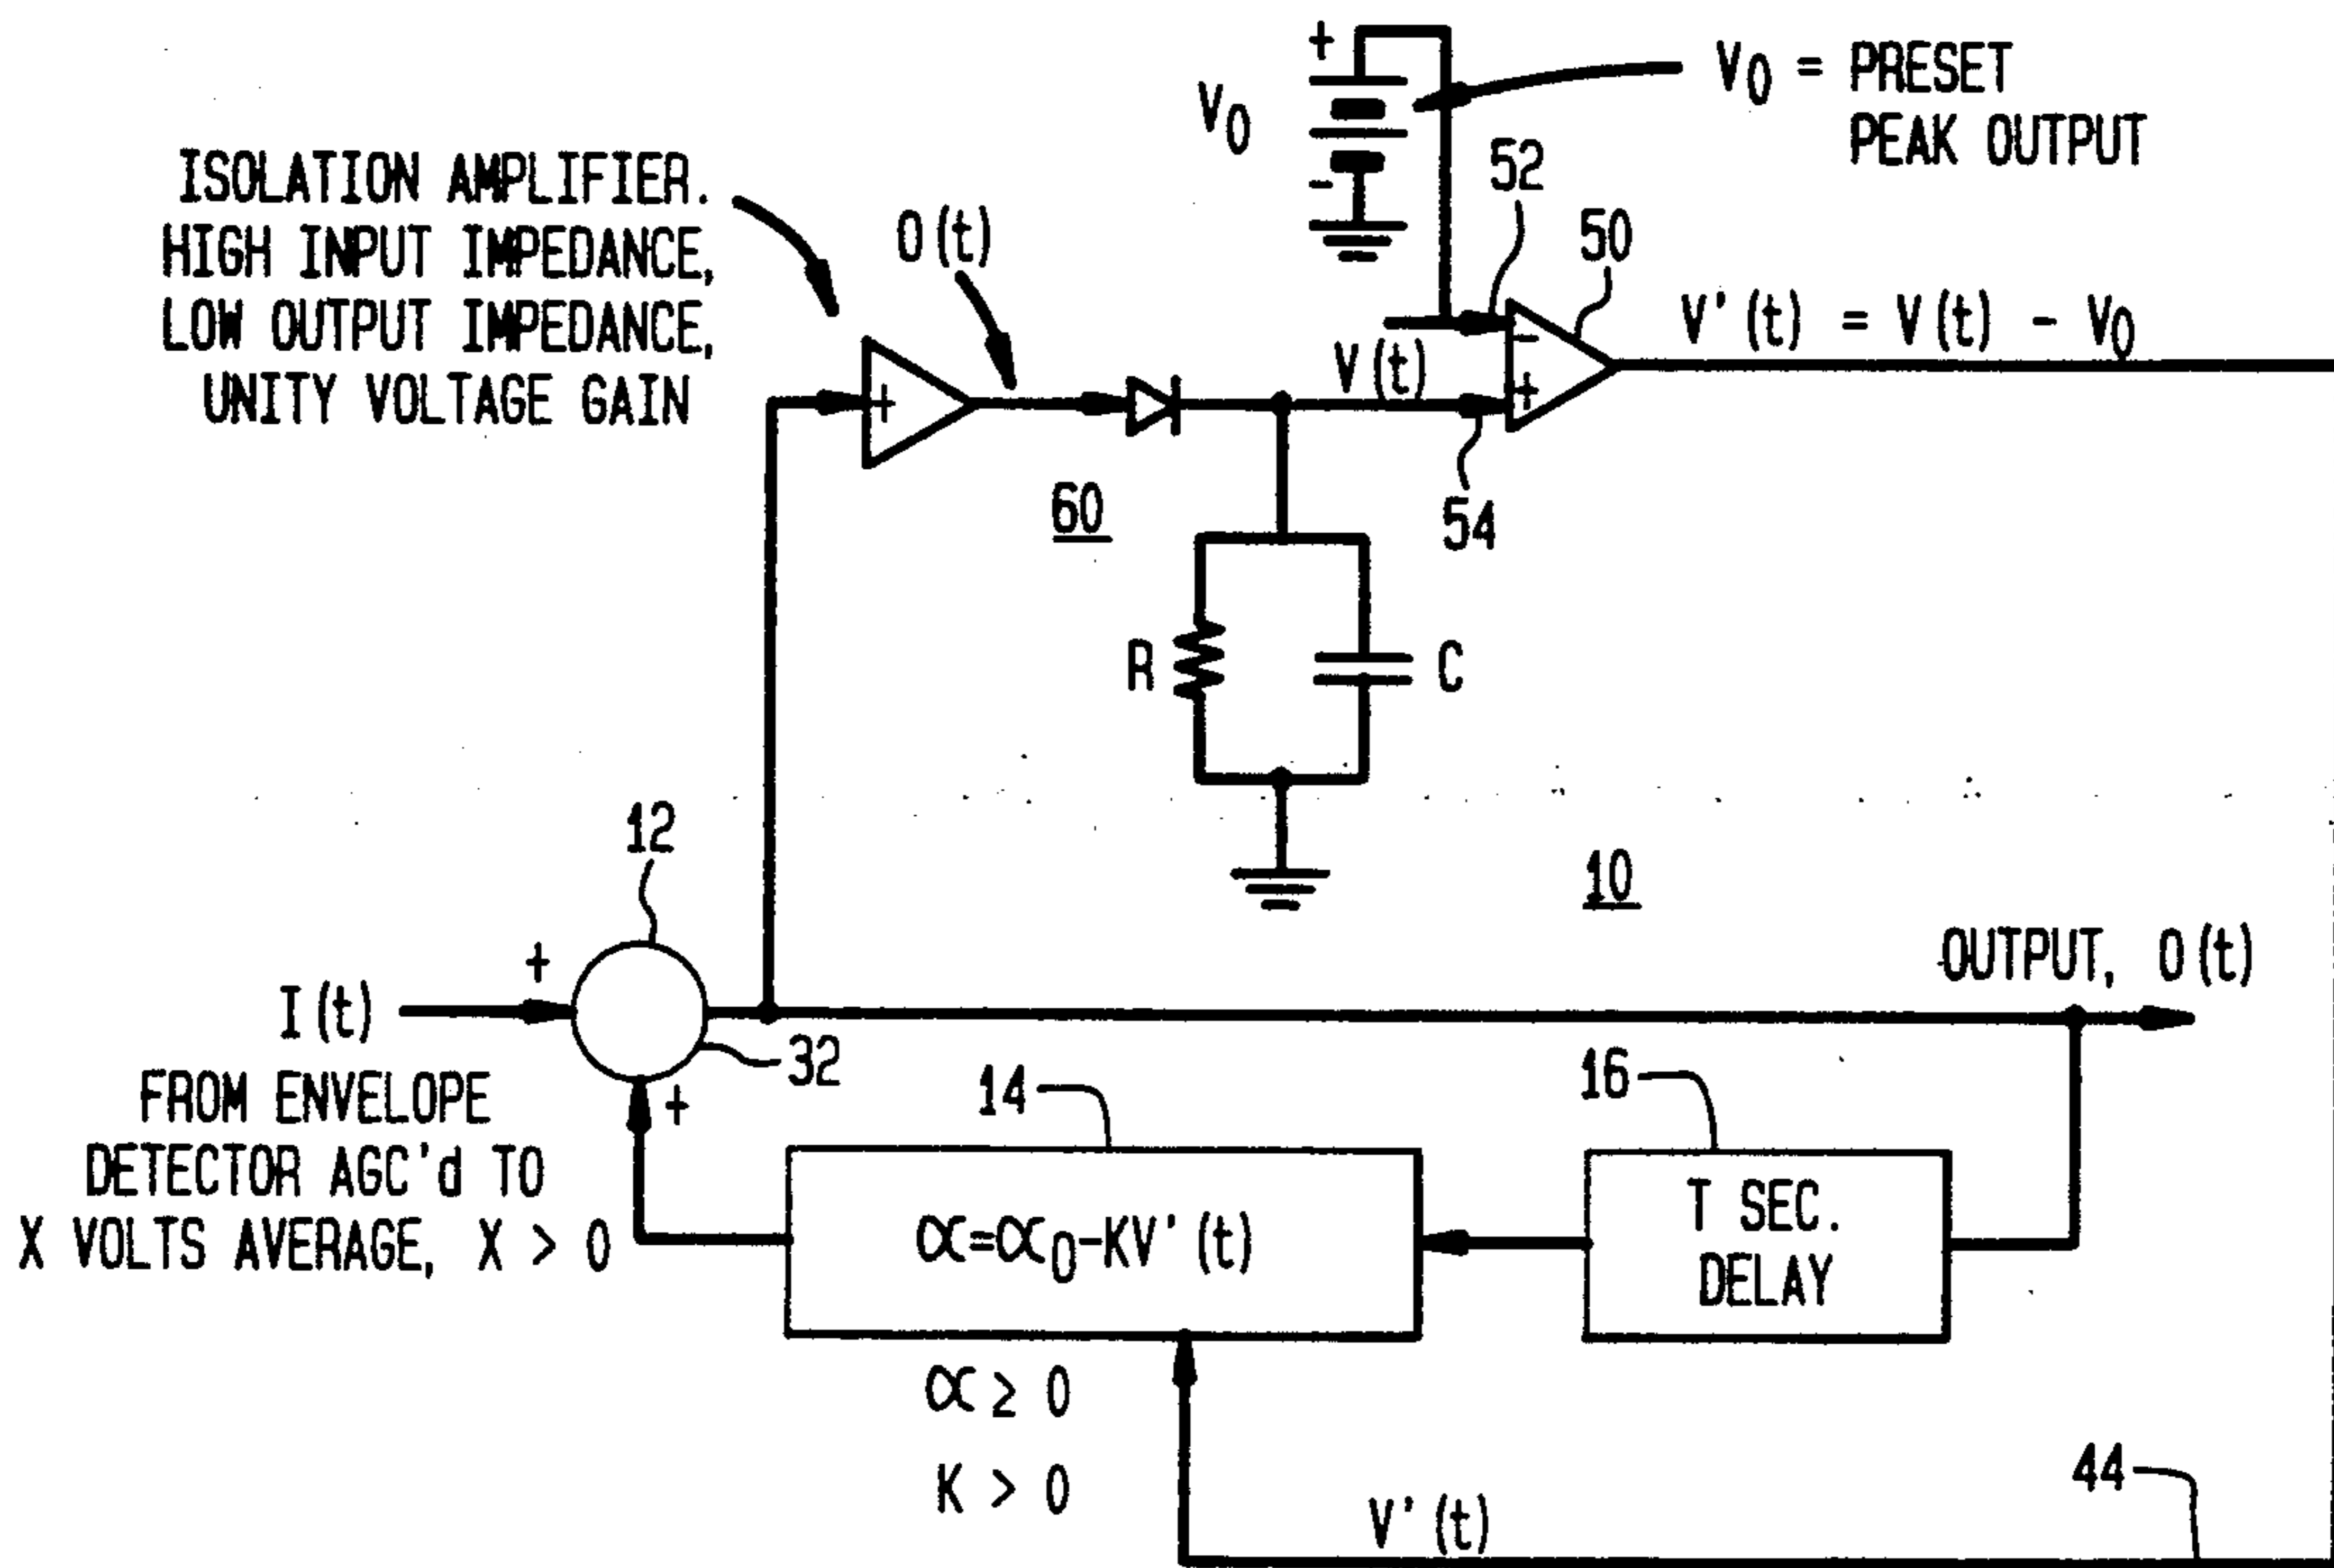 +
V0
V0 = PRESET
PEAK OUTPUT
ISOLATION AMPLIFIER.
HIGH INPUT IMPEDANCE,
LOW OUTPUT IMPEDANCE,
UNITY VOLTAGE GAIN
O(t)
-
52
50
V'(t) = V(t) - V0
-
V(t)
+
+
54
60
R
C
12
10
+
I(t)
OUTPUT, O(t)
32
FROM ENVELOPE
DETECTOR AGC'd TO
X VOLTS AVERAGE, X > 0
+
14
16
α=α0-KV'(t)
T SEC.
DELAY
α ≥ 0
K > 0
V'(t)
44